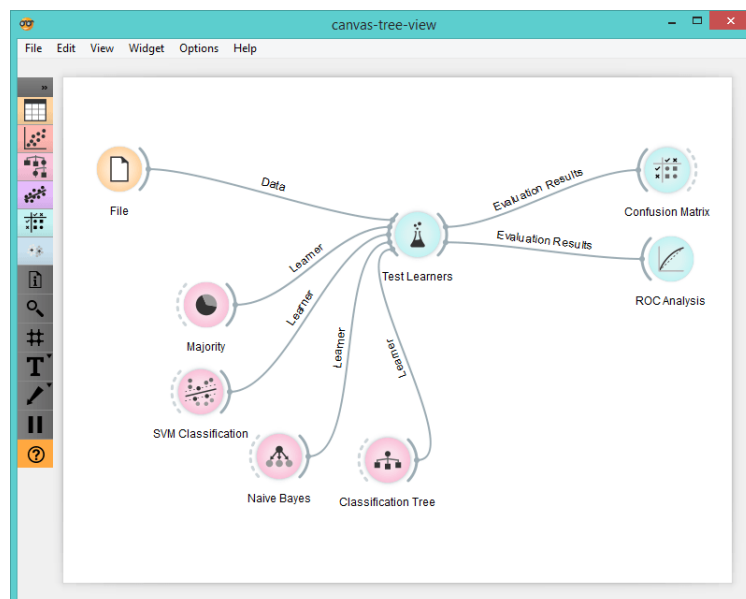 canvas-tree-view
File Edit View Widget Options Help
Data
File
Learner
Majority
Learner
SVM Classification
Learner
Naive Bayes
Learner
Classification Tree
Test Learners
Evaluation Results
Confusion Matrix
Evaluation Results
ROC Analysis
T